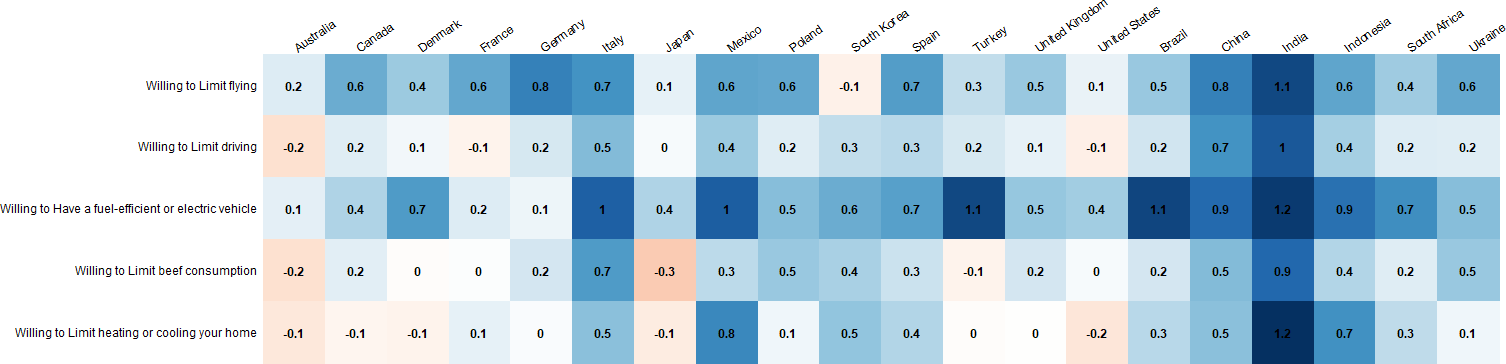 Australia Canada Denmark France Germany Italy Japan Mexico Poland South Korea Spain Turkey United Kingdom United States Brazil China India Indonesia South Africa Ukraine
Willing to Limit flying 0.2 0.6 0.4 0.6 0.8 0.7 0.1 0.6 0.6 -0.1 0.7 0.3 0.5 0.1 0.5 0.8 1.1 0.6 0.4 0.6
Willing to Limit driving -0.2 0.2 0.1 -0.1 0.2 0.5 0 0.4 0.2 0.3 0.3 0.2 0.1 -0.1 0.2 0.7 1 0.4 0.2 0.2
Willing to Have a fuel-efficient or electric vehicle 0.1 0.4 0.7 0.2 0.1 1 0.4 1 0.5 0.6 0.7 1.1 0.5 0.4 1.1 0.9 1.2 0.9 0.7 0.5
Willing to Limit beef consumption -0.2 0.2 0 0 0.2 0.7 -0.3 0.3 0.5 0.4 0.3 -0.1 0.2 0 0.2 0.5 0.9 0.4 0.2 0.5
Willing to Limit heating or cooling your home -0.1 -0.1 -0.1 0.1 0 0.5 -0.1 0.8 0.1 0.5 0.4 0 0 -0.2 0.3 0.5 1.2 0.7 0.3 0.1